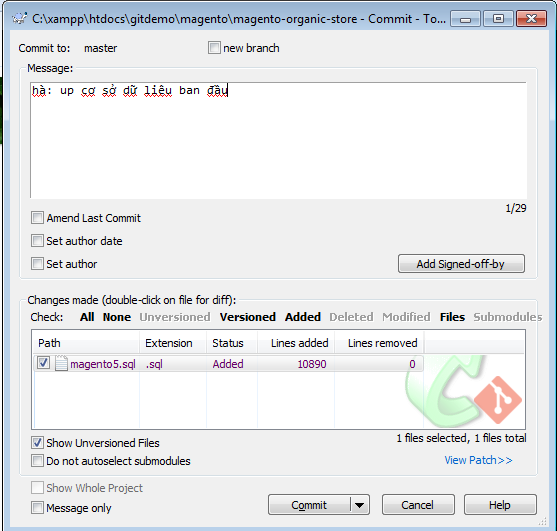 C:\xampp\htdocs\gitdemo\magento\magento-organic-store - Commit - To...
Commit to: master new branch
Message:
hà: up cơ sở dữ liêu ban đầu
1/29
Amend Last Commit
Set author date
Set author
Add Signed-off-by
Changes made (double-click on file for diff):
Check: All None Unversioned Versioned Added Deleted Modified Files Submodules
Path Extension Status Lines added Lines removed
magento5.sql .sql Added 10890 0
Show Unversioned Files
1 files selected, 1 files total
Do not autoselect submodules
View Patch>>
Show Whole Project
Message only
Commit Cancel Help